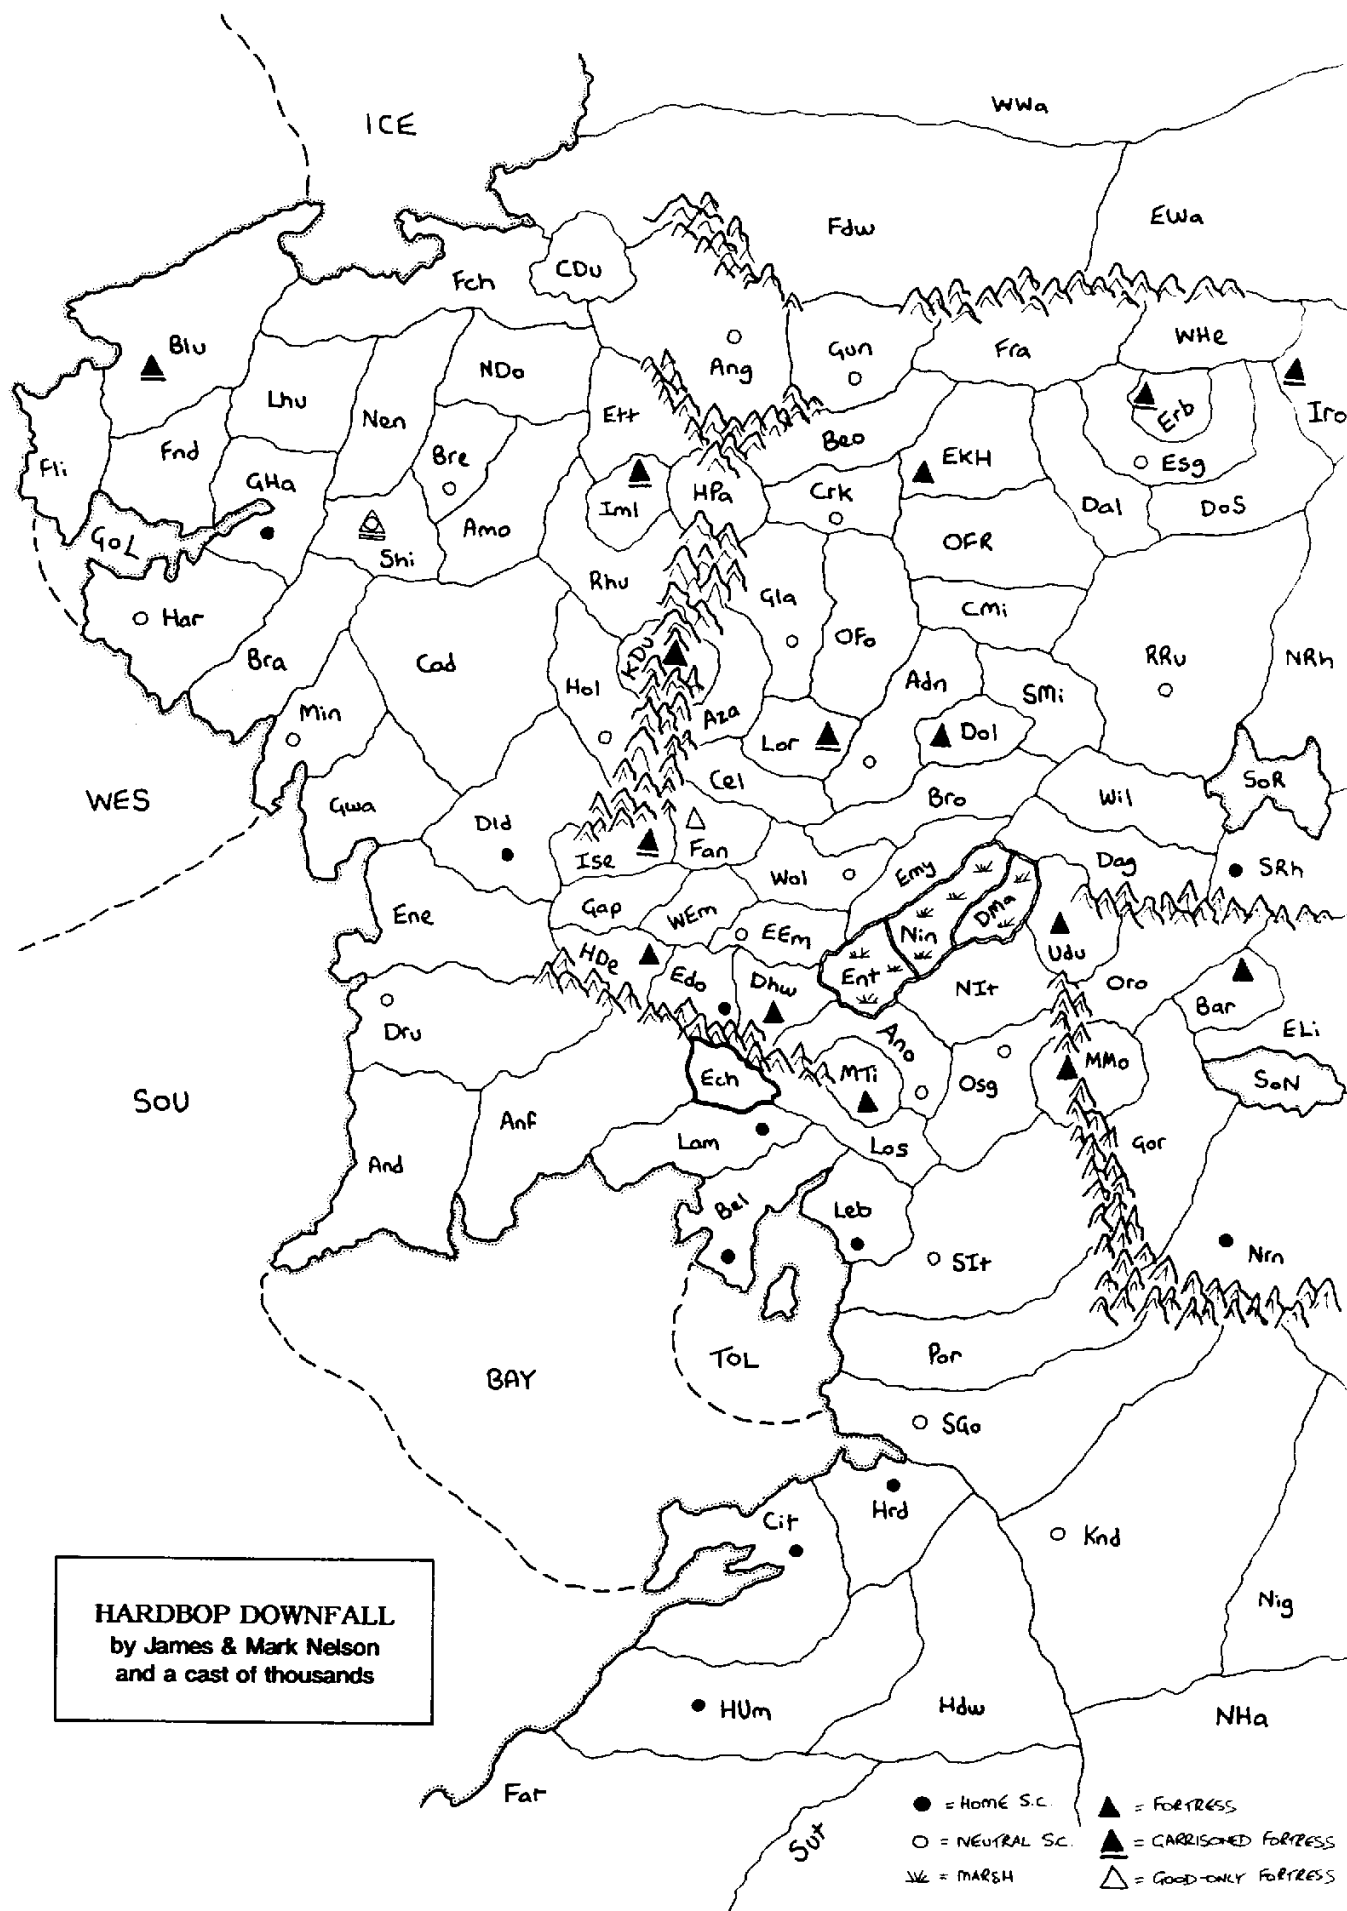 WWa
ICE
EWa
Fdw
CDu
Fch
WHe
Blu
Gun
Fra
Ang
NDo
Lhu
Ett
Iro
Nen
Erb
Beo
Fnd
Bre
EKH
Esg
Fli
GHa
HPa
Crk
Iml
Dal
DoS
Amo
GoL
OFR
Shi
Rhu
Gla
CMi
Har
OFo
KDu
RRu
NRh
Bra
Cad
Adn
Hol
SMi
Min
Aza
Lor
Dol
Cel
SoR
WES
Gwa
Bro
Wil
Dld
Ise
Fan
Dag
SRh
Wol
Emy
Ene
Gap
WEm
DMa
EEm
Nin
HDe
Udu
Edo
Dhw
Ent
NIt
Oro
Bar
Dru
Ano
ELi
MMo
Ech
MTi
Osg
SoN
SOU
Anf
Lam
Los
Gor
And
Bel
Leb
SIt
Nrn
TOL
Por
BAY
SGo
Hrd
Cit
Knd
Nig
HARDBOP DOWNFALL
by James & Mark Nelson
and a cast of thousands
HUm
Hdw
NHa
Far
Sut
= HOME S.C.
= FORTRESS
= NEUTRAL S.C.
= GARRISONED FORTRESS
= MARSH
= GOOD-ONLY FORTRESS